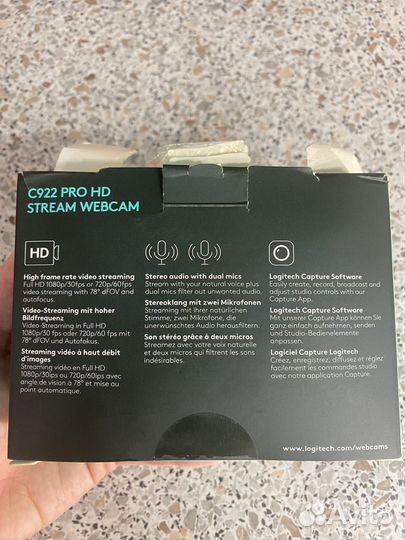 C922 PRO HD
STREAM WEBCAM
HD
High frame rate video streaming
Full HD 1080p/30fps or 720p/60fps
video streaming with 78° dFOV and
autofocus.
Video-Streaming mit hoher
Bildfrequenz
Video-Streaming in Full HD
1080p/30 fps oder 720p/60 fps mit
78° dFOV und Autofokus.
Streaming vidéo à haut débit
d'images
Streaming vidéo en Full HD
1080p/30ips ou 720p/60ips avec
angle de vision à 78° et mise au
point automatique.
Stereo audio with dual mics
Stream with your natural voice plus
dual mics filter out unwanted audio.
Stereoklang mit zwei Mikrofonen
Streaming mit Ihrer natürlichen
Stimme; zwei Mikrofone, die
unerwünschtes Audio herausfiltern.
Son stéréo grâce à deux micros
Streamez avec votre voix naturelle
et deux micros qui filtrent les sons
indésirables.
Logitech Capture Software
Easily create, record, broadcast and
adjust studio controls with our
Capture App.
Logitech Capture Software
Mit unserer Capture App können Sie
ganz einfach aufnehmen, senden
und Studio-Bedienelemente
anpassen.
Logiciel Capture Logitech
Créez, enregistrez, diffusez et réglez
facilement les commandes studio
avec notre application Capture.
www.logitech.com/webcams
Avito